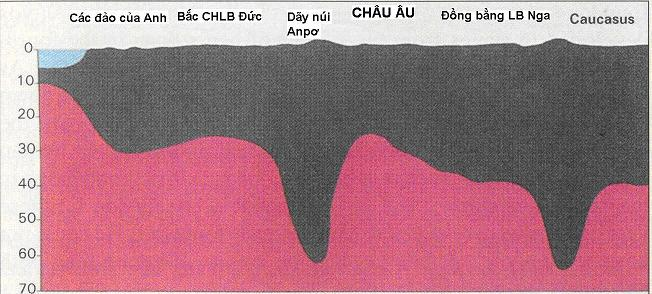 Các đảo của Anh
Bắc CHLB Đức
Dãy núi
Anpơ
CHÂU ÂU
Đồng bằng LB Nga
Caucasus
0
10
20
30
40
50
60
70